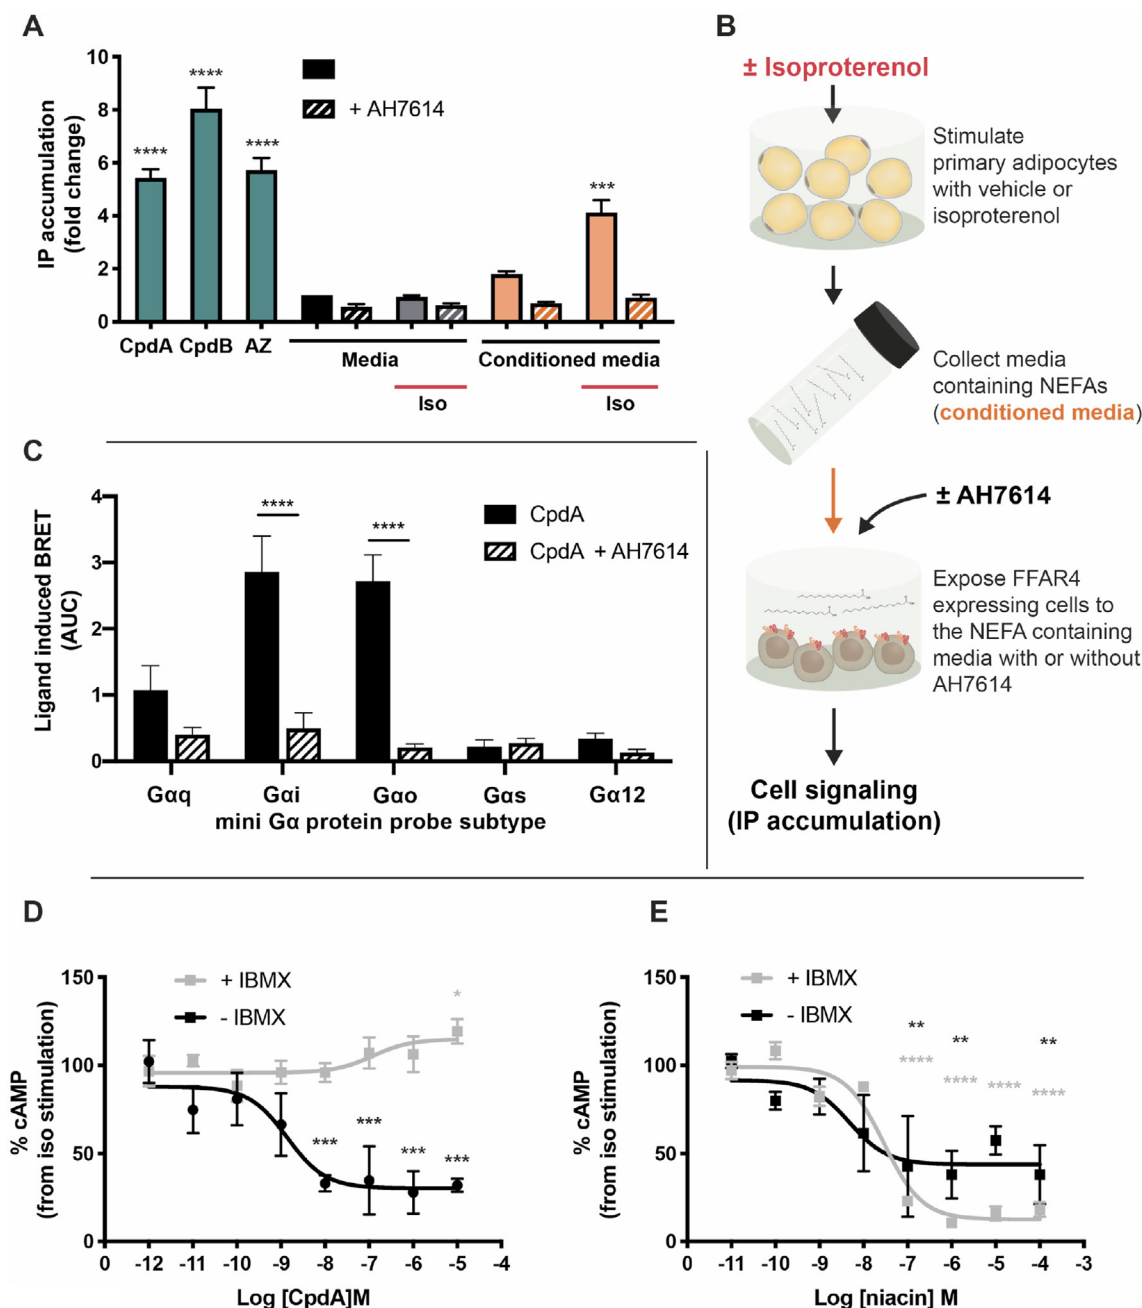 A
IP accumulation
(fold change)
10
8
6
4
2
0
****
****
****
***
+ AH7614
CpdA CpdB AZ
Media
Conditioned media
Iso
Iso
B
± Isoproterenol
Stimulate
primary adipocytes
with vehicle or
isoproterenol
Collect media
containing NEFAs
(conditioned media)
± AH7614
Expose FFAR4
expressing cells to
the NEFA containing
media with or without
AH7614
Cell signaling
(IP accumulation)
C
Ligand induced BRET
(AUC)
4
3
2
1
0
****
****
CpdA
CpdA + AH7614
Gαq Gαi Gαo Gαs Gα12
mini Gα protein probe subtype
D
% cAMP
(from iso stimulation)
150
100
50
0
+ IBMX
- IBMX
*
***
***
***
***
0 -12 -11 -10 -9 -8 -7 -6 -5 -4
Log [CpdA]M
E
% cAMP
(from iso stimulation)
150
100
50
0
+ IBMX
- IBMX
** ** **
**** **** **** ****
0 -11 -10 -9 -8 -7 -6 -5 -4 -3
Log [niacin] M